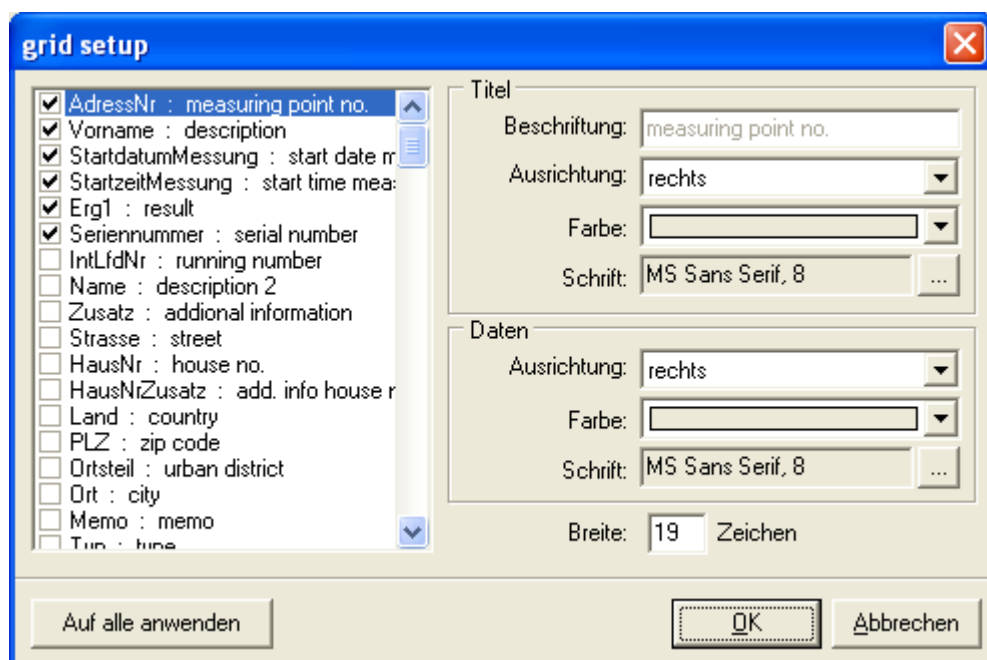 grid setup
AdressNr : measuring point no.
Vorname : description
StartdatumMessung : start date m
StartzeitMessung : start time mea
Erg1 : result
Seriennummer : serial number
IntLfdNr : running number
Name : description 2
Zusatz : addional information
Strasse : street
HausNr : house no.
HausNrZusatz : add. info house r
Land : country
PLZ : zip code
Ortsteil : urban district
Ort : city
Memo : memo
Typ : type
Titel
Beschriftung: measuring point no.
Ausrichtung: rechts
Farbe:
Schrift: MS Sans Serif, 8 ...
Daten
Ausrichtung: rechts
Farbe:
Schrift: MS Sans Serif, 8 ...
Breite: 19 Zeichen
Auf alle anwenden
OK
Abbrechen